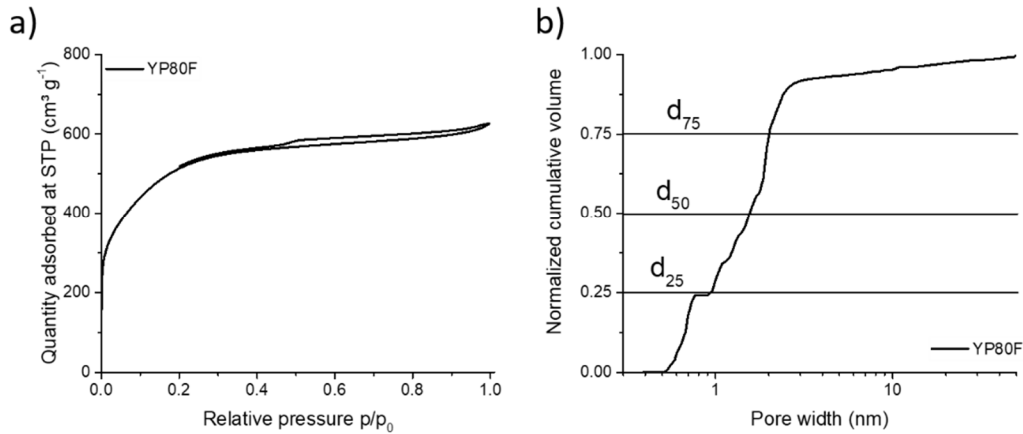 a)
800
600
400
200
0
YP80F
0.0 0.2 0.4 0.6 0.8 1.0
Quantity adsorbed at STP (cm³ g⁻¹)
Relative pressure p/p₀
b)
1.00
0.75
0.50
0.25
0.00
d₇₅
d₅₀
d₂₅
YP80F
1 10
Normalized cumulative volume
Pore width (nm)